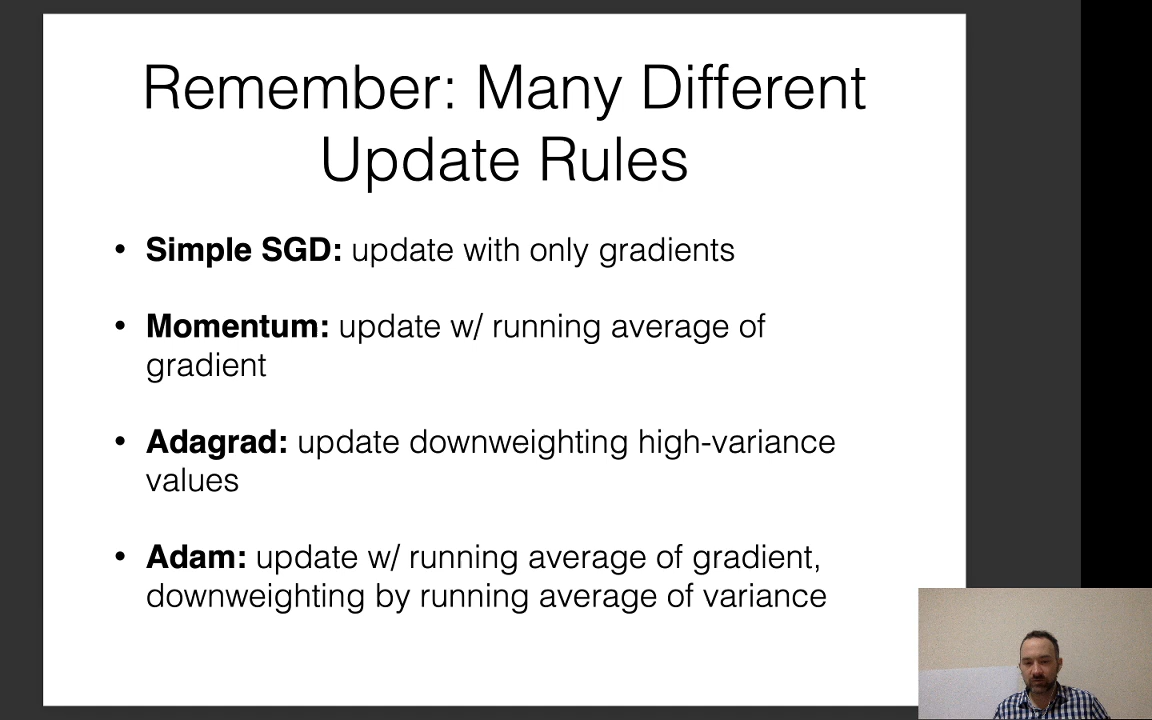 Remember: Many Different
Update Rules
• Simple SGD: update with only gradients
• Momentum: update w/ running average of
gradient
• Adagrad: update downweighting high-variance
values
• Adam: update w/ running average of gradient,
downweighting by running average of variance